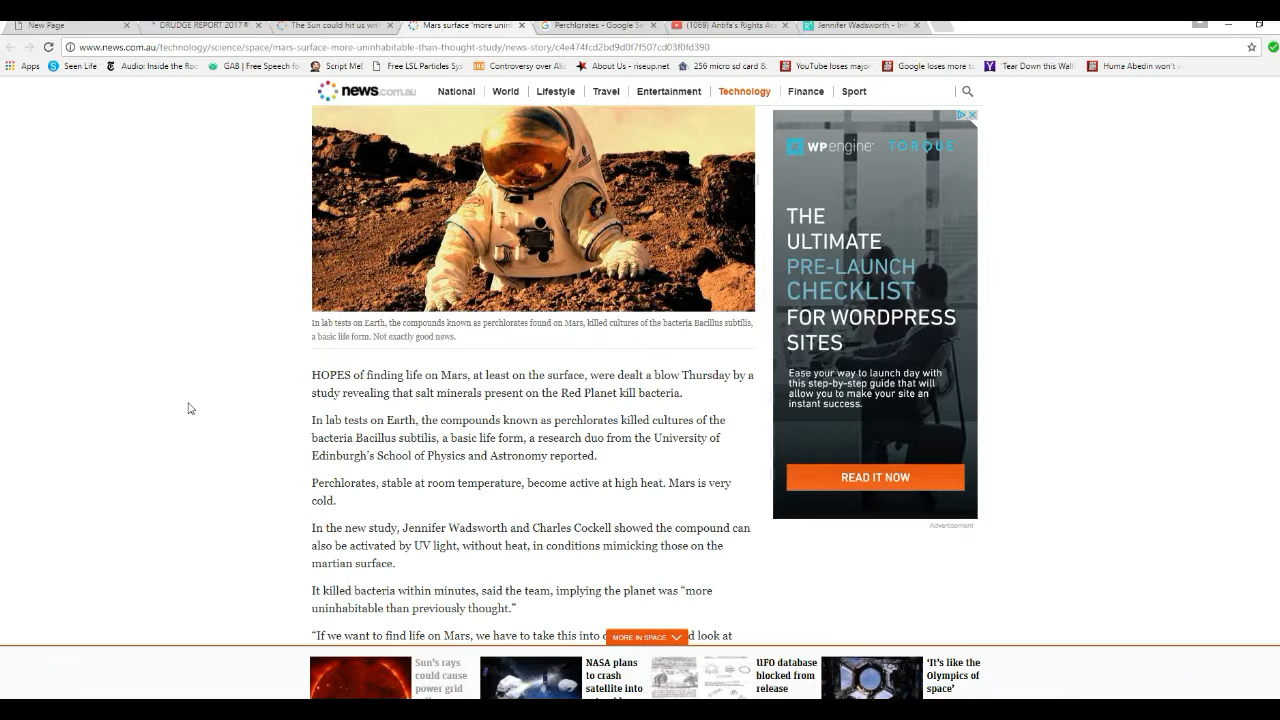 New Page
DRUDGE REPORT 2017®
The Sun could hit us wit
Mars surface 'more unin
Perchlorates - Google Se
(1069) Antifa's Rights Are
Jennifer Wadsworth - In
www.news.com.au/technology/science/space/mars-surface-more-uninhabitable-than-thought-study/news-story/c4e474fcd2bd9d0f7f507cd03f0fd390
Apps
Seen Life
Audio: Inside the Ro
GAB | Free Speech fo
Script Me!
Free LSL Particles Sys
Controversy over Ali
About Us - riseup.net
256 micro sd card &
YouTube loses major
Google loses more to
'Tear Down this Wall
Huma Abedin won't
news.com.au
National
World
Lifestyle
Travel
Entertainment
Technology
Finance
Sport
In lab tests on Earth, the compounds known as perchlorates found on Mars, killed cultures of the bacteria Bacillus subtilis,
a basic life form. Not exactly good news.
HOPES of finding life on Mars, at least on the surface, were dealt a blow Thursday by a
study revealing that salt minerals present on the Red Planet kill bacteria.
In lab tests on Earth, the compounds known as perchlorates killed cultures of the
bacteria Bacillus subtilis, a basic life form, a research duo from the University of
Edinburgh's School of Physics and Astronomy reported.
Perchlorates, stable at room temperature, become active at high heat. Mars is very
cold.
In the new study, Jennifer Wadsworth and Charles Cockell showed the compound can
also be activated by UV light, without heat, in conditions mimicking those on the
martian surface.
It killed bacteria within minutes, said the team, implying the planet was “more
uninhabitable than previously thought.”
“If we want to find life on Mars, we have to take this into d look at
MORE IN SPACE
WP engine
TORQUE
THE
ULTIMATE
PRE-LAUNCH
CHECKLIST
FOR WORDPRESS
SITES
Ease your way to launch day with
this step-by-step guide that will
allow you to make your site an
instant success.
READ IT NOW
Advertisement
Sun's rays
could cause
power grid
NASA plans
to crash
satellite into
UFO database
blocked from
release
'It's like the
Olympics of
space'